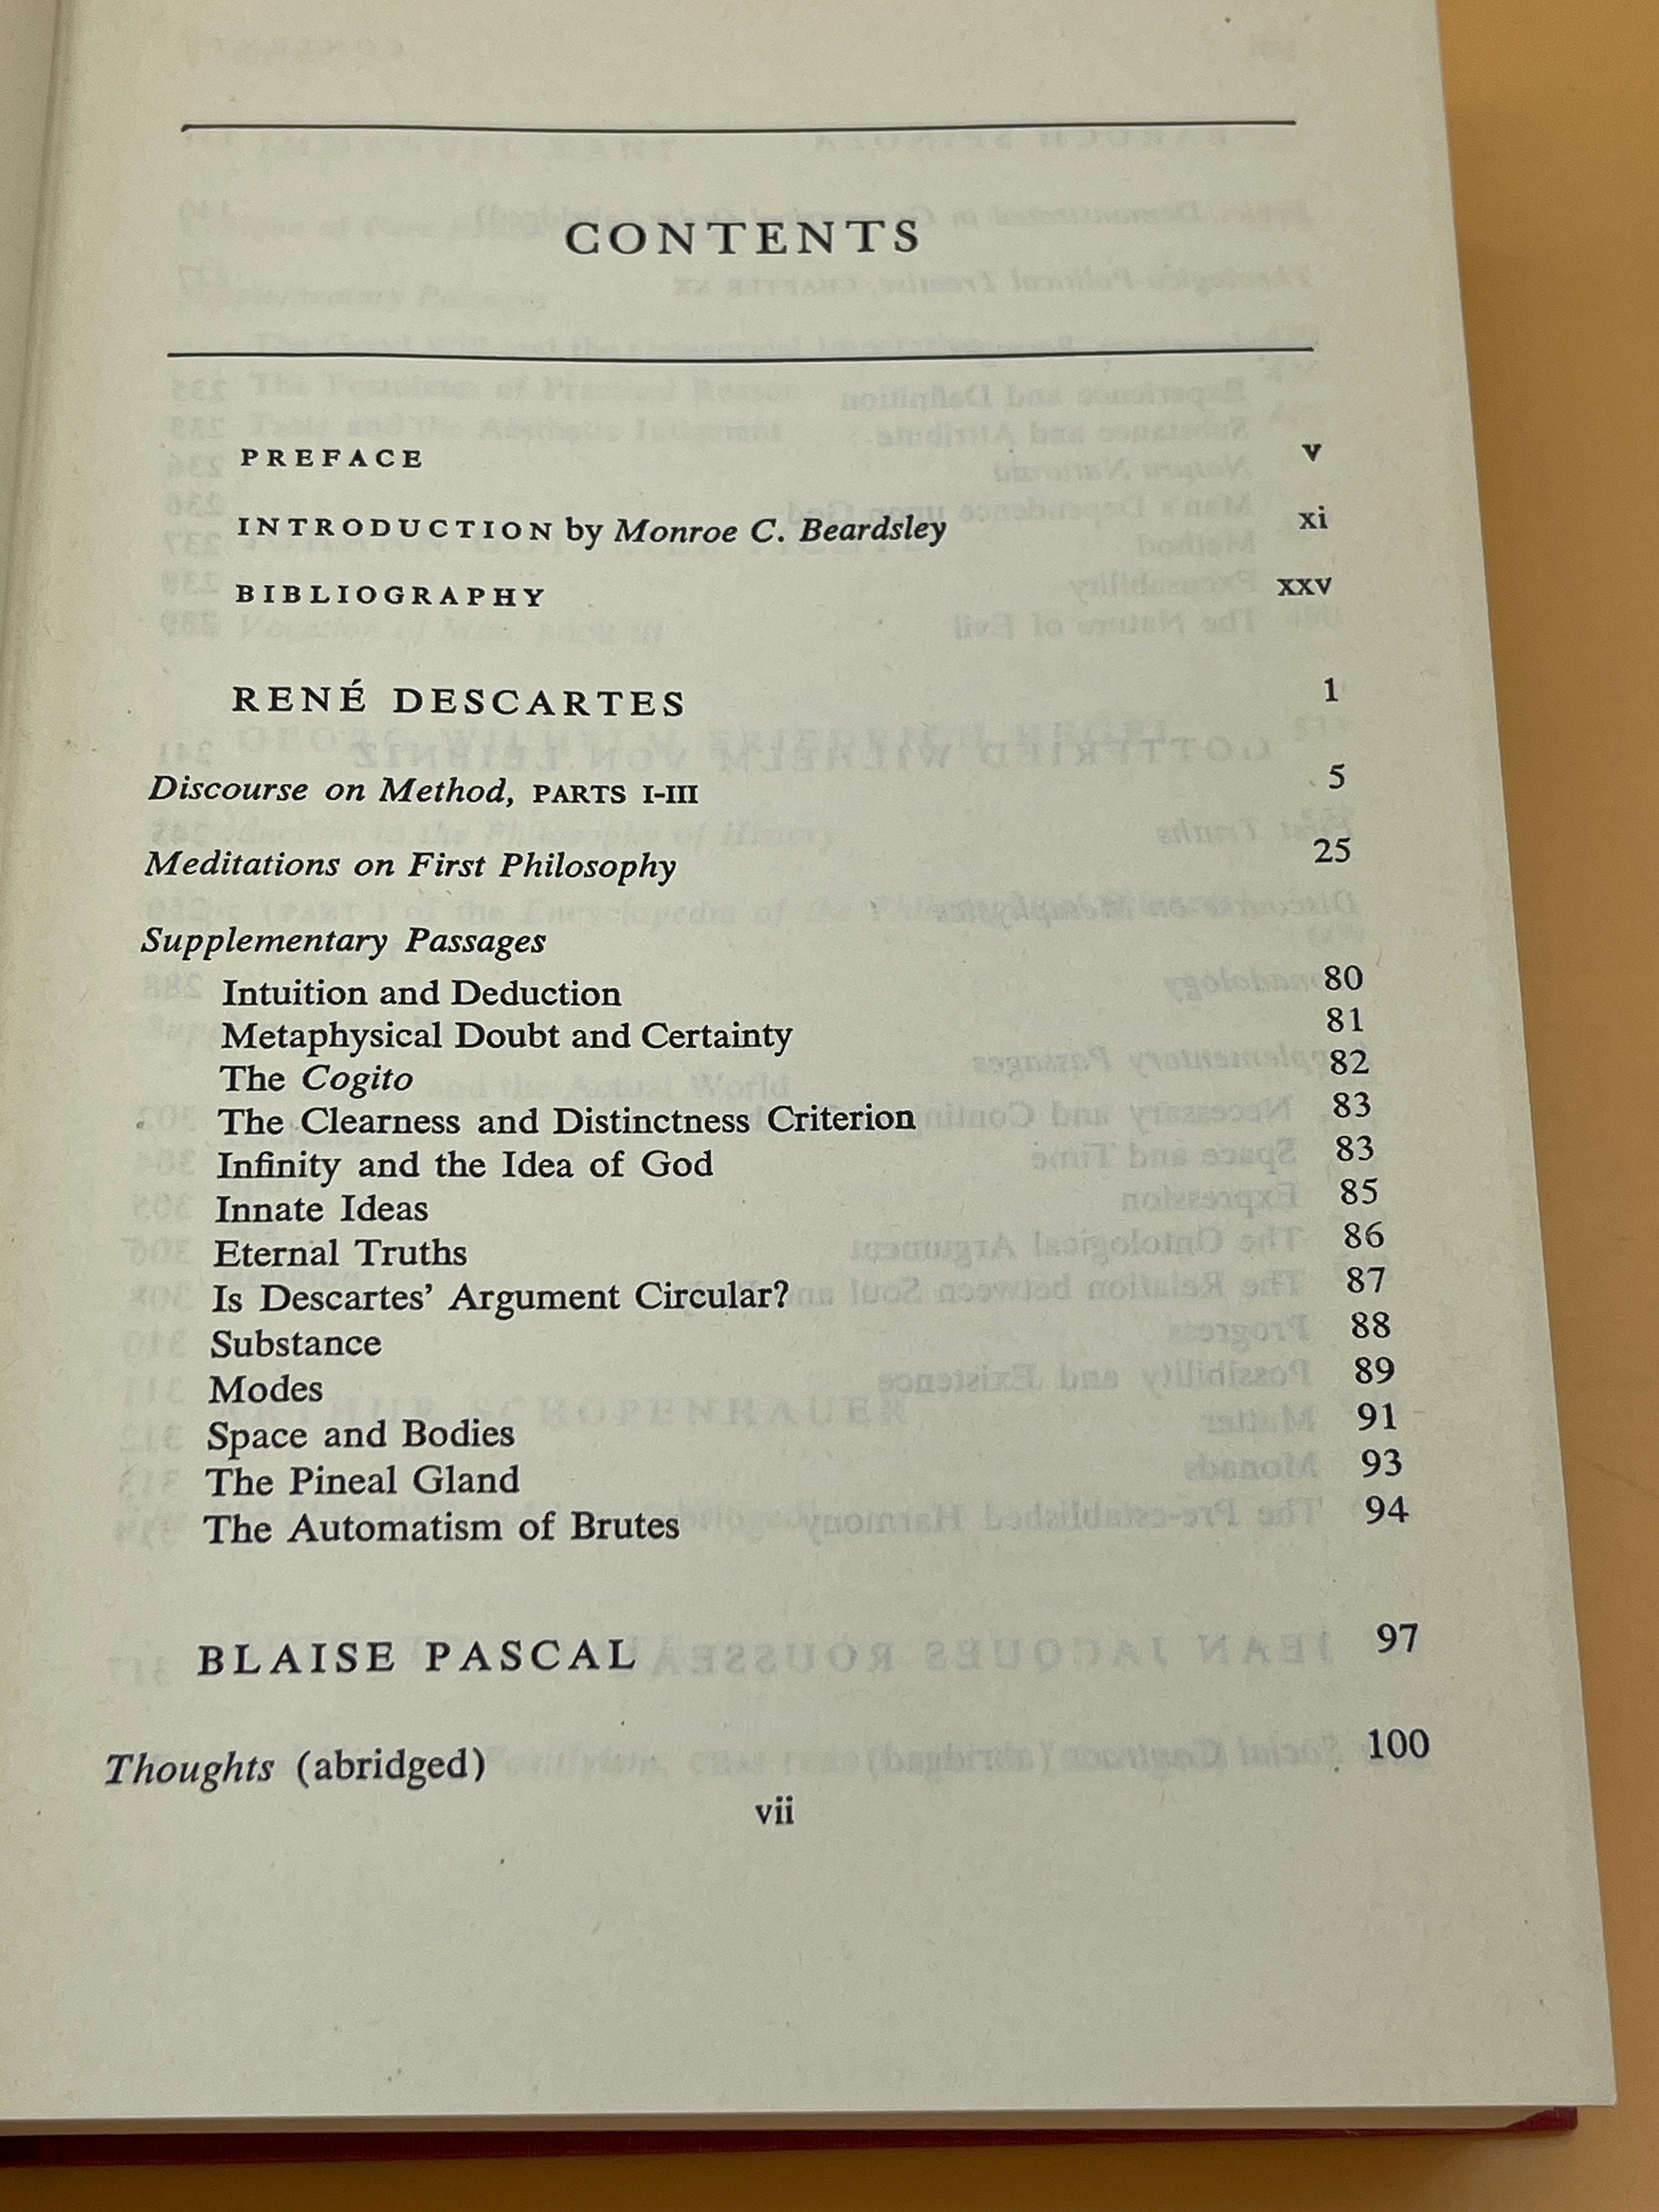 CONTENTS
PREFACE v
INTRODUCTION by Monroe C. Beardsley xi
BIBLIOGRAPHY xxv
RENÉ DESCARTES 1
Discourse on Method, PARTS I-III 5
Meditations on First Philosophy 25
Supplementary Passages
Intuition and Deduction 80
Metaphysical Doubt and Certainty 81
The Cogito 82
The Clearness and Distinctness Criterion 83
Infinity and the Idea of God 83
Innate Ideas 85
Eternal Truths 86
Is Descartes' Argument Circular? 87
Substance 88
Modes 89
Space and Bodies 91
The Pineal Gland 93
The Automatism of Brutes 94
BLAISE PASCAL 97
Thoughts (abridged) 100
vii